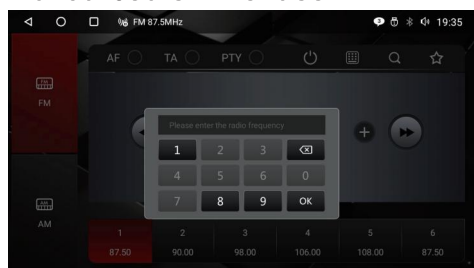 FM 87.5MHz
19:35
AF
TA
PTY
FM
FM
AM
AM
Please enter the radio frequency
1 2 3
4 5 6 0
7 8 9 OK
1 2 3 4 5 6
87.50 90.00 98.00 106.00 108.00 87.50